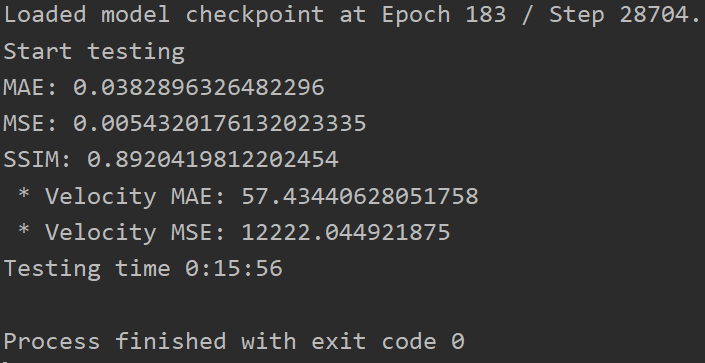 Loaded model checkpoint at Epoch 183 / Step 28704.
Start testing
MAE: 0.0382896326482296
MSE: 0.0054320176132023335
SSIM: 0.8920419812202454
* Velocity MAE: 57.43440628051758
* Velocity MSE: 12222.044921875
Testing time 0:15:56
Process finished with exit code 0